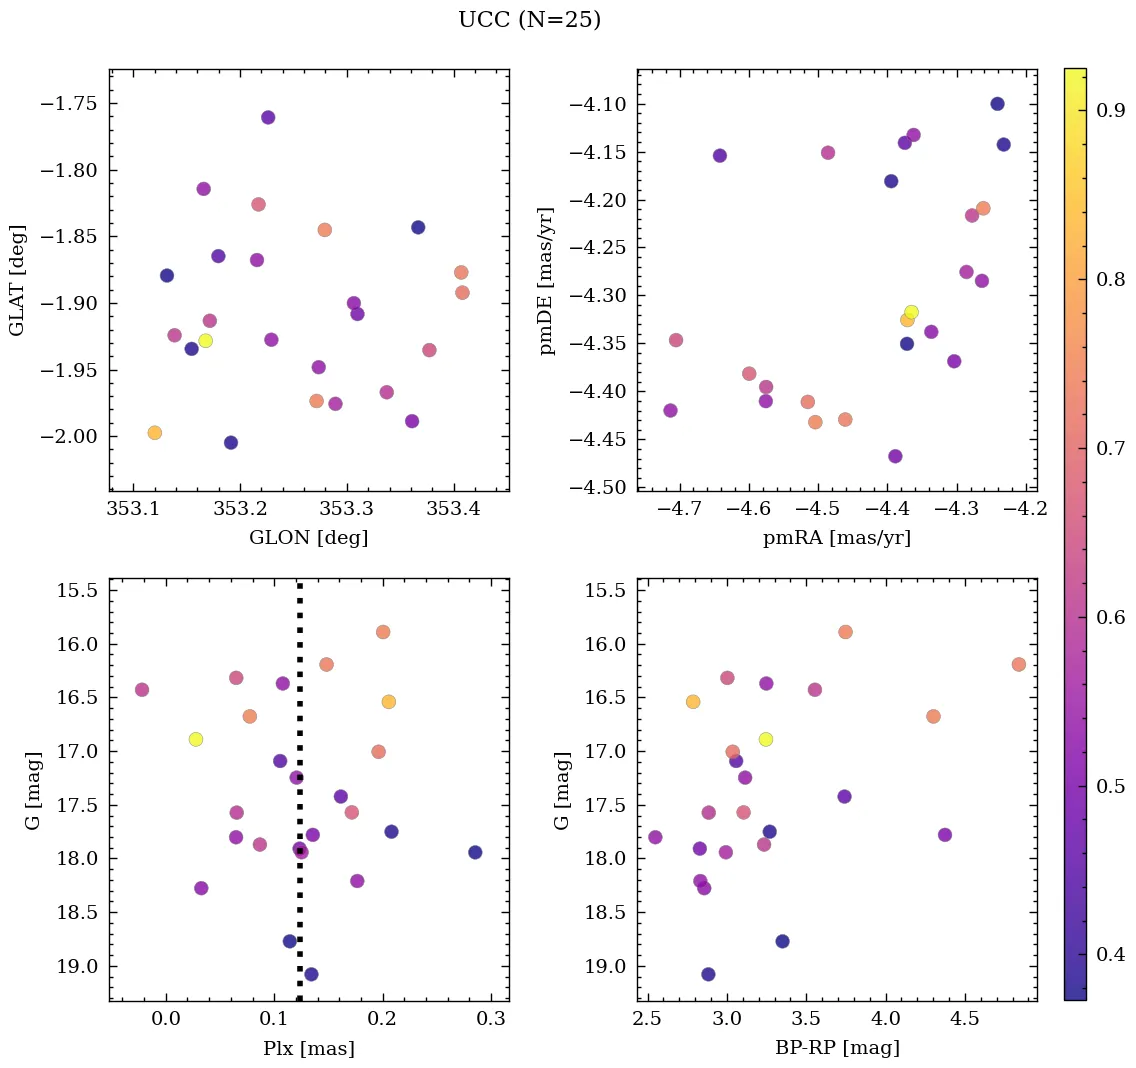 UCC (N=25)
−1.75
−1.80
−1.85
−1.90
−1.95
−2.00
GLAT [deg]
353.1 353.2 353.3 353.4
GLON [deg]
−4.10
−4.15
−4.20
−4.25
−4.30
−4.35
−4.40
−4.45
−4.50
pmDE [mas/yr]
−4.7 −4.6 −4.5 −4.4 −4.3 −4.2
pmRA [mas/yr]
15.5
16.0
16.5
17.0
17.5
18.0
18.5
19.0
G [mag]
0.0 0.1 0.2 0.3
Plx [mas]
15.5
16.0
16.5
17.0
17.5
18.0
18.5
19.0
G [mag]
2.5 3.0 3.5 4.0 4.5
BP-RP [mag]
0.9
0.8
0.7
0.6
0.5
0.4